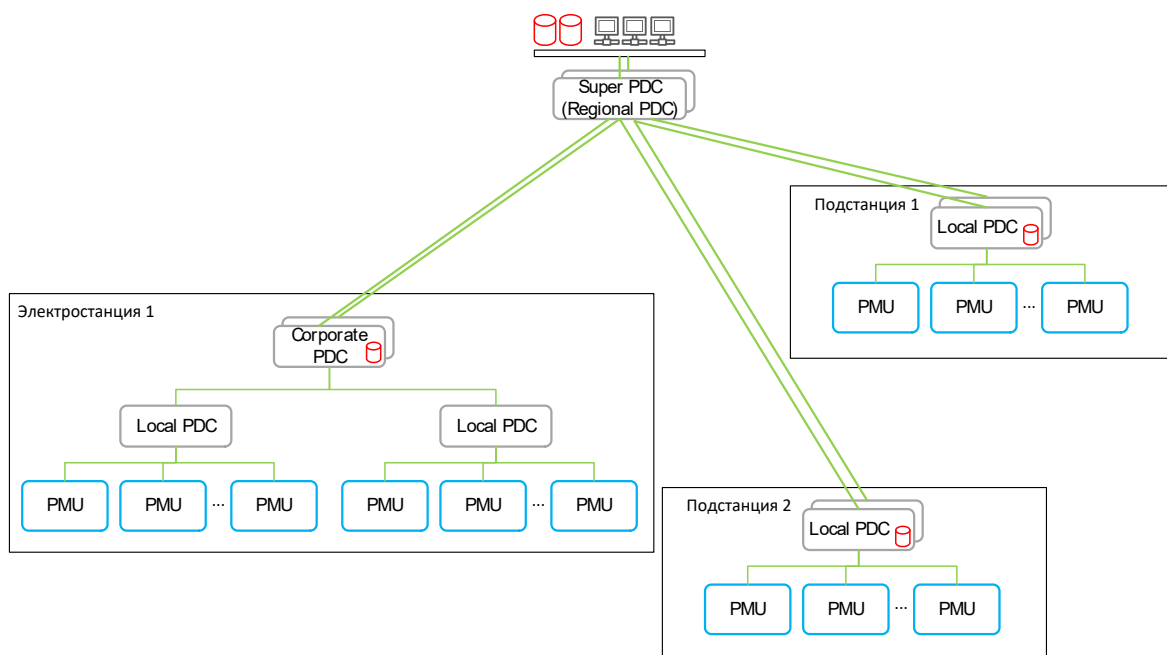 Super PDC
(Regional PDC)
Подстанция 1
Local PDC
PMU PMU ... PMU
Электростанция 1
Corporate
PDC
Local PDC Local PDC
PMU PMU ... PMU PMU PMU ... PMU
Подстанция 2
Local PDC
PMU PMU ... PMU